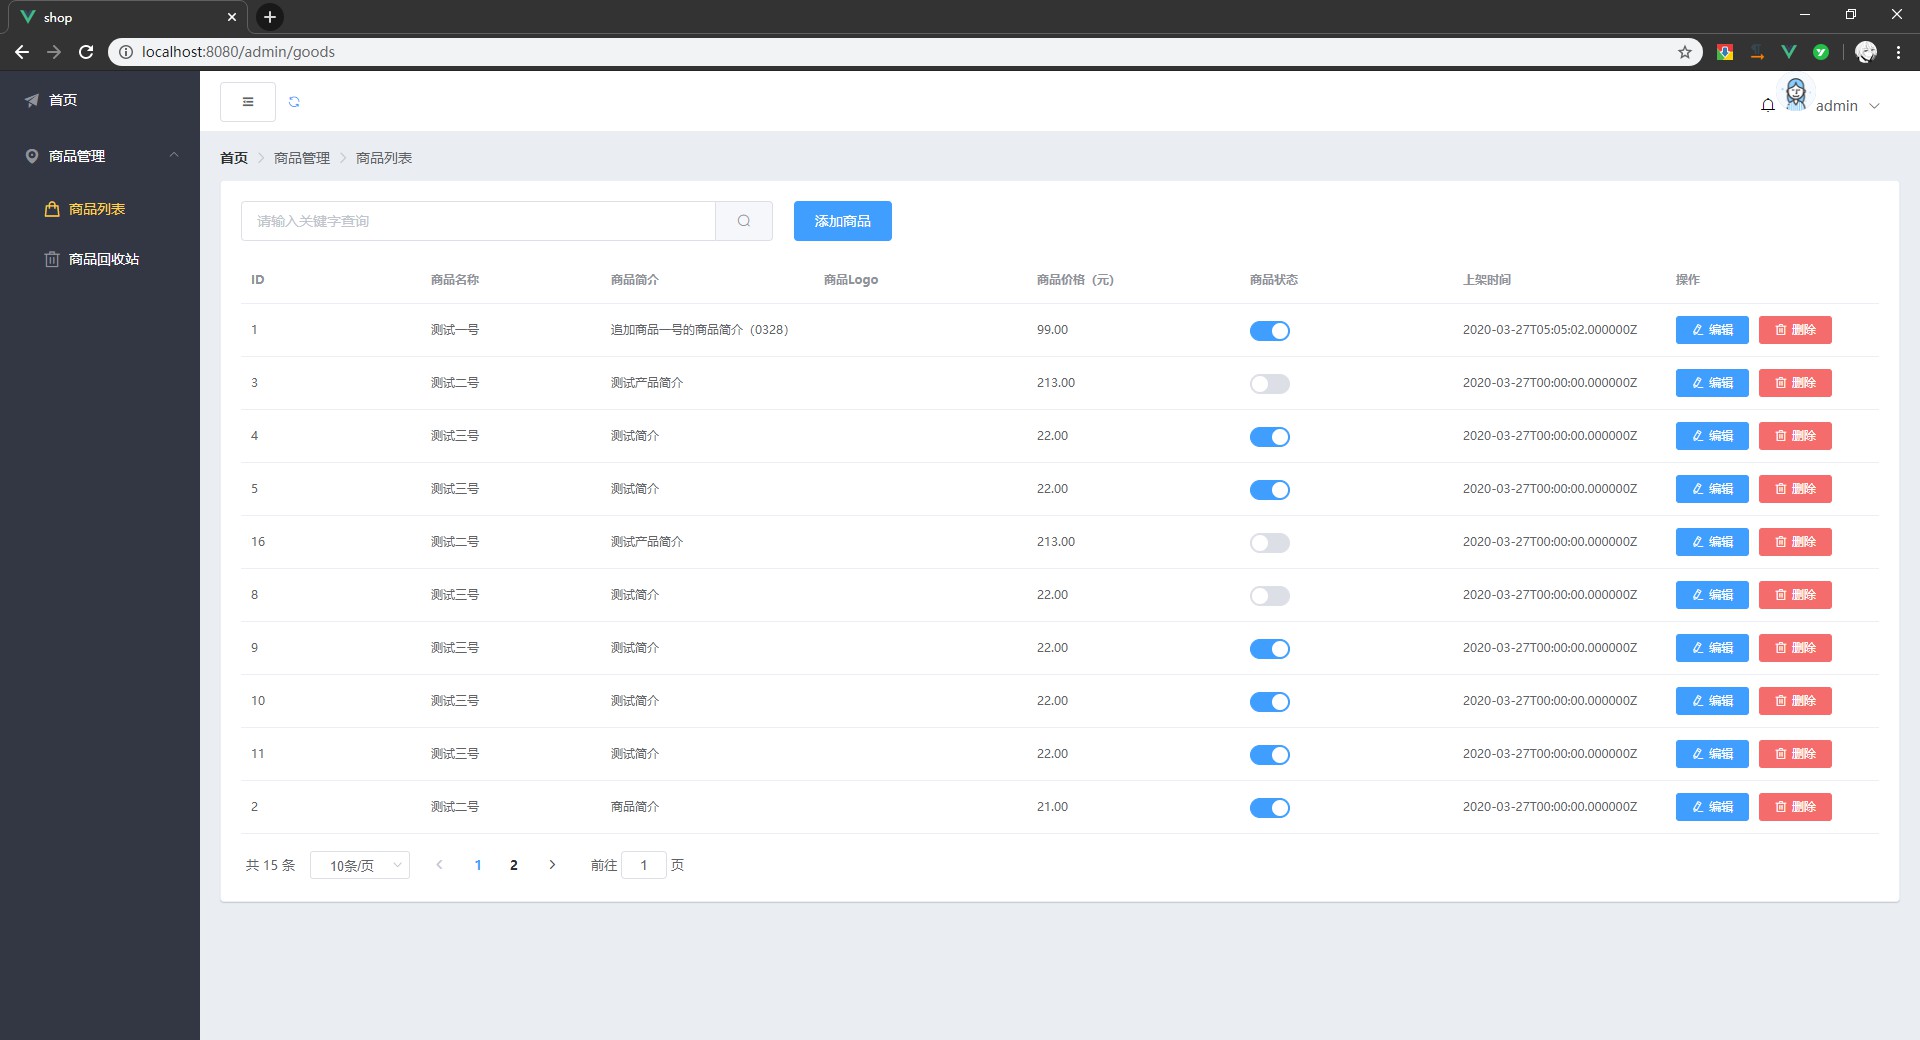 shop
localhost:8080/admin/goods
首页
admin
商品管理
首页 商品管理 商品列表
商品列表
请输入关键字查询 添加商品
商品回收站
ID 商品名称 商品简介 商品Logo 商品价格（元） 商品状态 上架时间 操作
1 测试一号 追加商品一号的商品简介（0328） 99.00 2020-03-27T05:05:02.000000Z 编辑 删除
3 测试二号 测试产品简介 213.00 2020-03-27T00:00:00.000000Z 编辑 删除
4 测试三号 测试简介 22.00 2020-03-27T00:00:00.000000Z 编辑 删除
5 测试三号 测试简介 22.00 2020-03-27T00:00:00.000000Z 编辑 删除
16 测试二号 测试产品简介 213.00 2020-03-27T00:00:00.000000Z 编辑 删除
8 测试三号 测试简介 22.00 2020-03-27T00:00:00.000000Z 编辑 删除
9 测试三号 测试简介 22.00 2020-03-27T00:00:00.000000Z 编辑 删除
10 测试三号 测试简介 22.00 2020-03-27T00:00:00.000000Z 编辑 删除
11 测试三号 测试简介 22.00 2020-03-27T00:00:00.000000Z 编辑 删除
2 测试二号 商品简介 21.00 2020-03-27T00:00:00.000000Z 编辑 删除
共 15 条 10条/页 1 2 前往 1 页